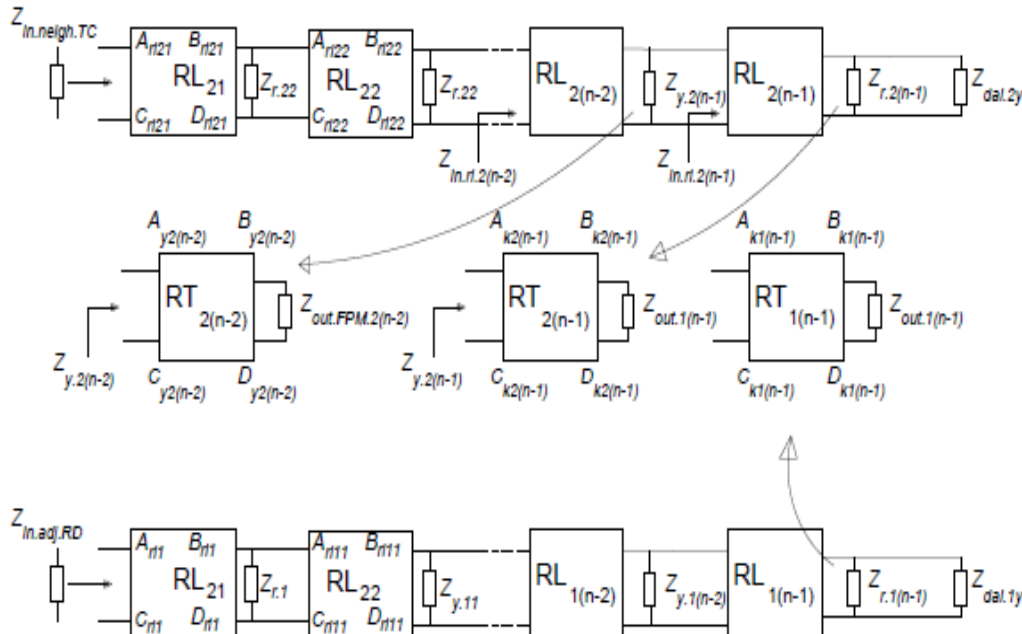 Z In.neigh.TC
A rl21 B rl21
RL 21
C rl21 D rl21
Z r.22
A rl22 B rl22
RL 22
C rl22 D rl22
Z r.22
Z In.rl.2(n-2)
RL 2(n-2)
Z y.2(n-1)
Z In.rl.2(n-1)
RL 2(n-1)
Z r.2(n-1)
Z dal.2y
A y2(n-2) B y2(n-2)
RT 2(n-2)
Z out.FPM.2(n-2)
Z y.2(n-2)
C y2(n-2) D y2(n-2)
A k2(n-1) B k2(n-1)
RT 2(n-1)
Z out.1(n-1)
Z y.2(n-1)
C k2(n-1) D k2(n-1)
A k1(n-1) B k1(n-1)
RT 1(n-1)
Z out.1(n-1)
C k1(n-1) D k1(n-1)
Z In.adj.RD
A rl1 B rl1
RL 21
C rl1 D rl1
Z r.1
A rl11 B rl11
RL 22
C rl11 D rl11
Z y.11
RL 1(n-2)
Z y.1(n-2)
RL 1(n-1)
Z r.1(n-1)
Z dal.1y